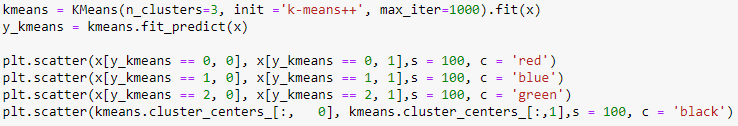 kmeans = KMeans(n_clusters=3, init ='k-means++', max_iter=1000).fit(x)
y_kmeans = kmeans.fit_predict(x)

plt.scatter(x[y_kmeans == 0, 0], x[y_kmeans == 0, 1],s = 100, c = 'red')
plt.scatter(x[y_kmeans == 1, 0], x[y_kmeans == 1, 1],s = 100, c = 'blue')
plt.scatter(x[y_kmeans == 2, 0], x[y_kmeans == 2, 1],s = 100, c = 'green')
plt.scatter(kmeans.cluster_centers_[:,   0], kmeans.cluster_centers_[:,1],s = 100, c = 'black')